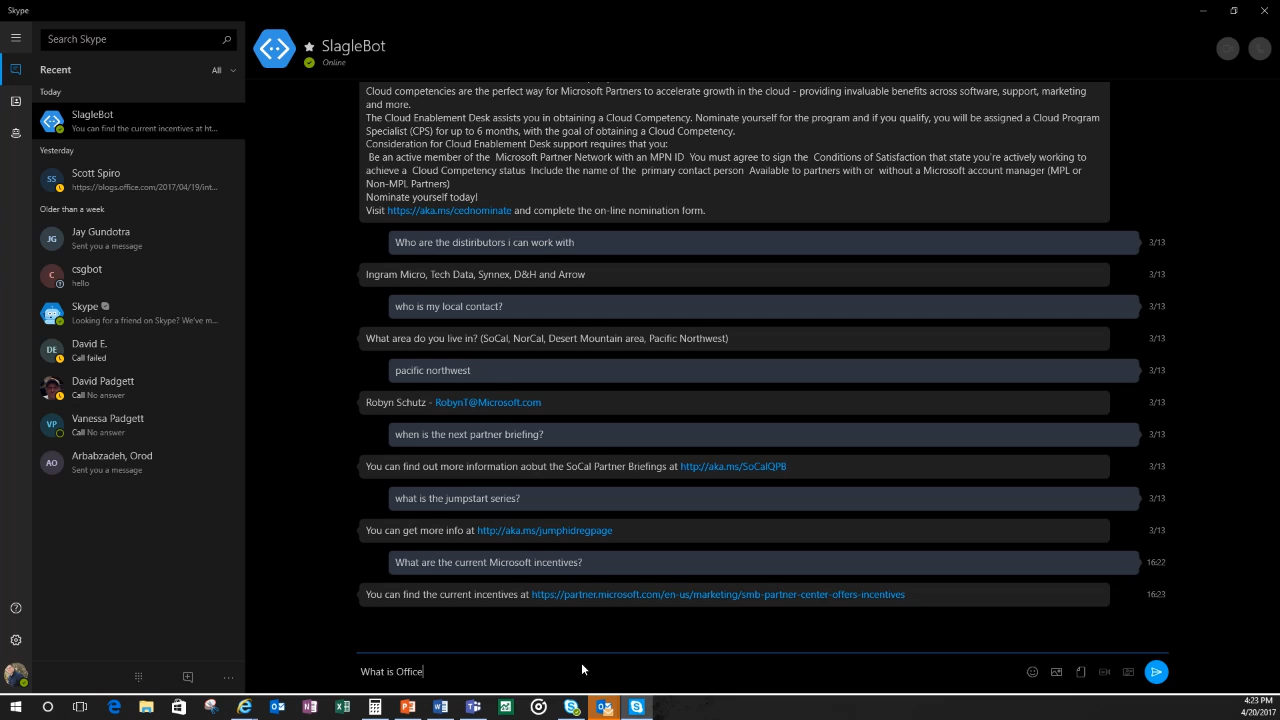 Skype
Search Skype
Recent
All
Today
SlagleBot
You can find the current incentives at ht...
Yesterday
SS
Scott Spiro
https://blogs.office.com/2017/04/19/int...
Older than a week
JG
Jay Gundotra
Sent you a message
C
csgbot
hello
Skype
Looking for a friend on Skype? We've m...
DE
David E.
Call failed
David Padgett
Call No answer
VP
Vanessa Padgett
Call No answer
AO
Arbabzadeh, Orod
Sent you a message
SlagleBot
Online
Cloud competencies are the perfect way for Microsoft Partners to accelerate growth in the cloud - providing invaluable benefits across software, support, marketing
and more.
The Cloud Enablement Desk assists you in obtaining a Cloud Competency. Nominate yourself for the program and if you qualify, you will be assigned a Cloud Program
Specialist (CPS) for up to 6 months, with the goal of obtaining a Cloud Competency.
Consideration for Cloud Enablement Desk support requires that you:
Be an active member of the Microsoft Partner Network with an MPN ID You must agree to sign the Conditions of Satisfaction that state you're actively working to
achieve a Cloud Competency status Include the name of the primary contact person Available to partners with or without a Microsoft account manager (MPL or
Non-MPL Partners)
Nominate yourself today!
Visit https://aka.ms/cednominate and complete the on-line nomination form.
Who are the distiributors i can work with 3/13
Ingram Micro, Tech Data, Synnex, D&H and Arrow 3/13
who is my local contact? 3/13
What area do you live in? (SoCal, NorCal, Desert Mountain area, Pacific Northwest) 3/13
pacific northwest 3/13
Robyn Schutz - RobynT@Microsoft.com 3/13
when is the next partner briefing? 3/13
You can find out more information aobut the SoCal Partner Briefings at http://aka.ms/SoCalQPB 3/13
what is the jumpstart series? 3/13
You can get more info at http://aka.ms/jumphidregpage 3/13
What are the current Microsoft incentives? 16:22
You can find the current incentives at https://partner.microsoft.com/en-us/marketing/smb-partner-center-offers-incentives 16:23
What is Office
4:23 PM
4/20/2017